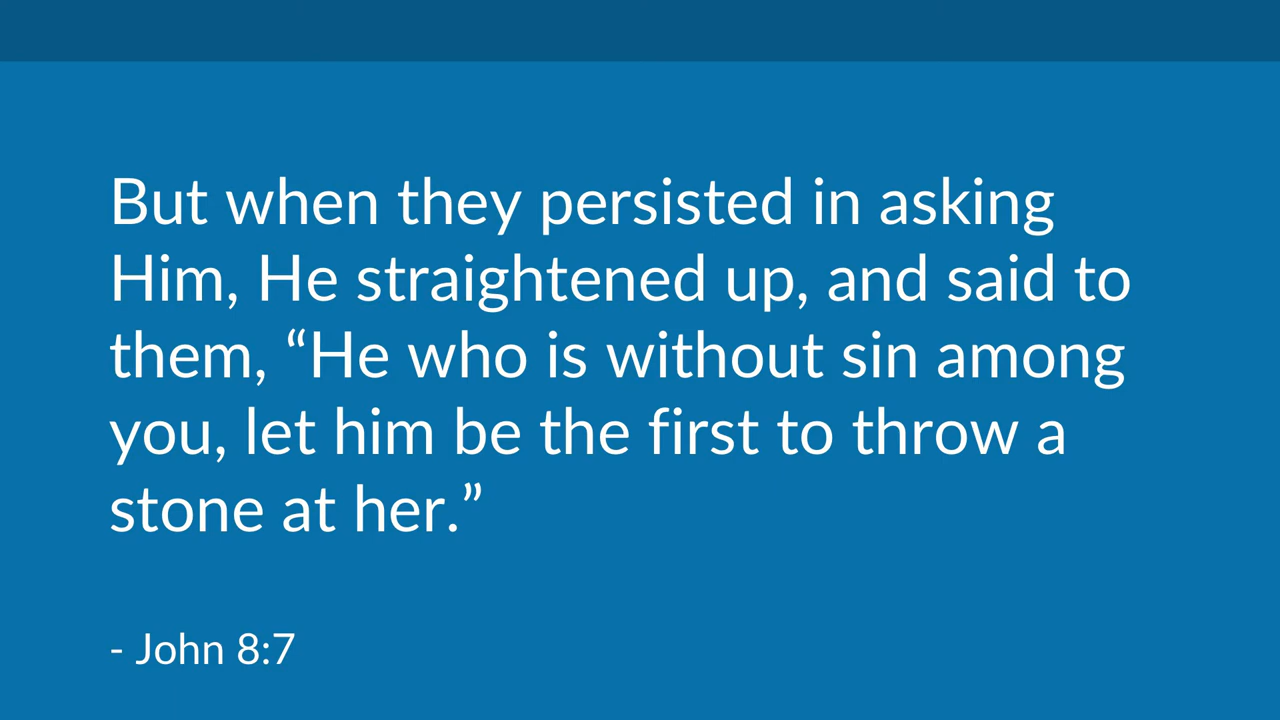 But when they persisted in asking
Him, He straightened up, and said to
them, “He who is without sin among
you, let him be the first to throw a
stone at her.”
- John 8:7